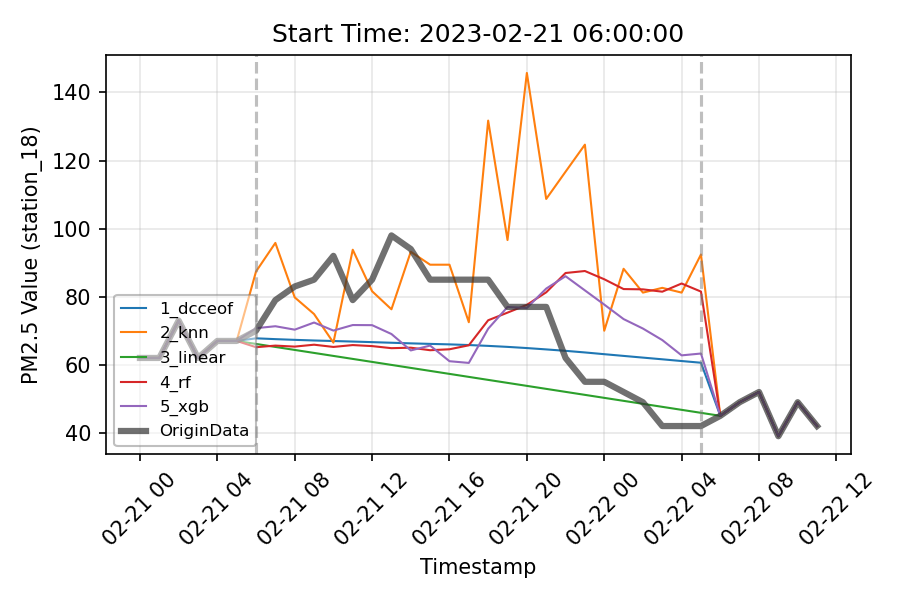 Start Time: 2023-02-21 06:00:00
PM2.5 Value (station_18)
140
120
100
80
60
40
1_dcceof
2_knn
3_linear
4_rf
5_xgb
OriginData
02-21 00
02-21 04
02-21 08
02-21 12
02-21 16
02-21 20
02-22 00
02-22 04
02-22 08
02-22 12
Timestamp